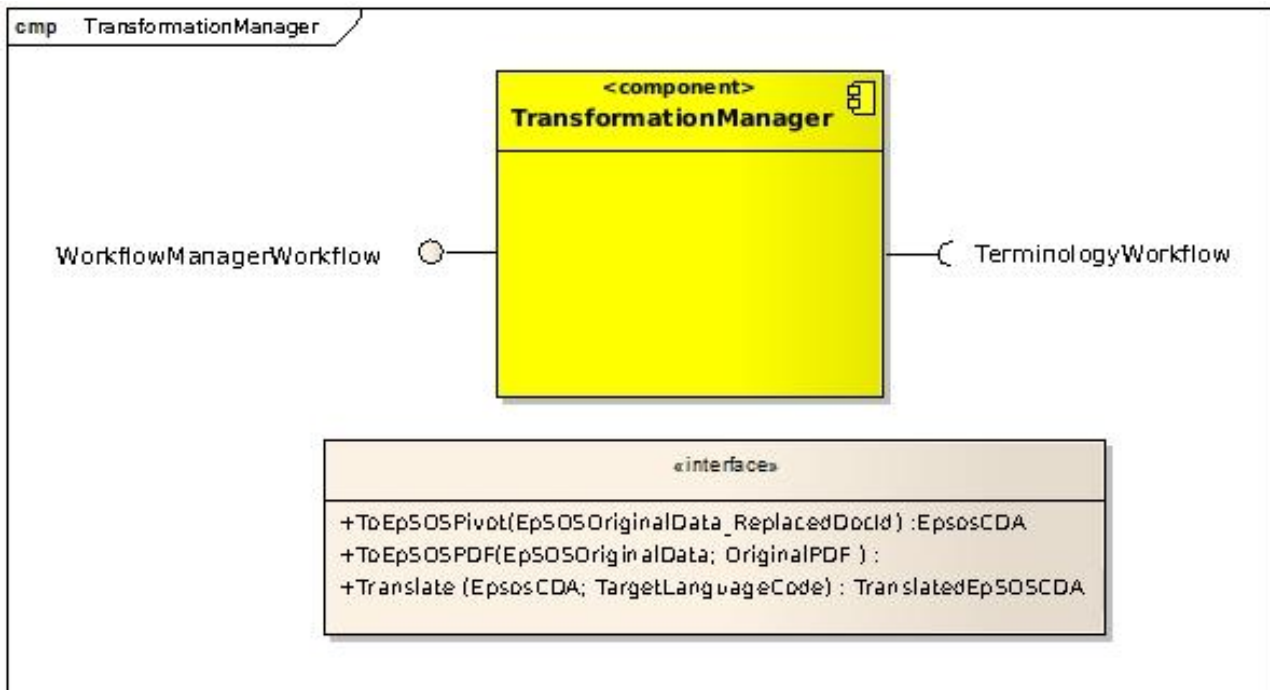 cmp TransformationManager
<component>
TransformationManager
WorkflowManagerWorkflow
TerminologyWorkflow
«interface»
+ToEpSOSPivot(EpSOSOriginalData_ReplacedDocId) :EpsosCDA
+ToEpSOSPDF(EpSOSOriginalData; OriginalPDF ) :
+Translate (EpsosCDA; TargetLanguageCode) : TranslatedEpSOSCDA